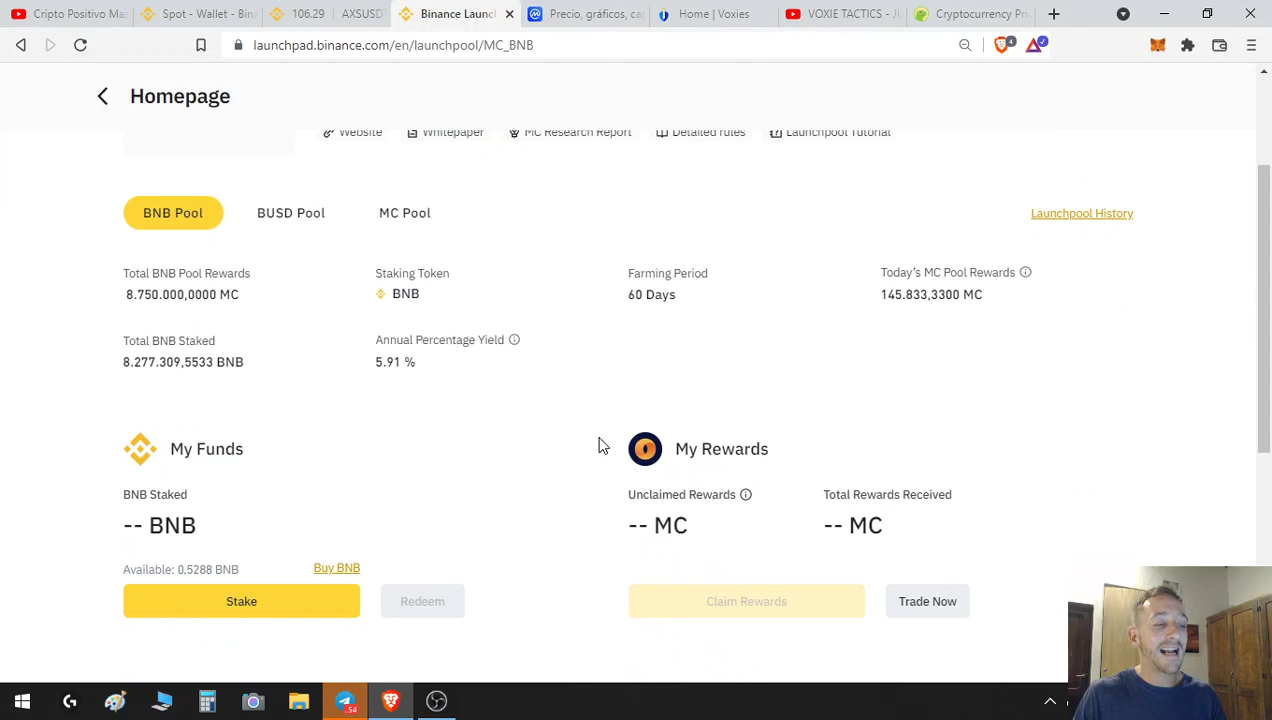 Cripto Positivo Ma
Spot - Wallet - Bin
106.29
AXSUSDT
Binance Launc
Precio, gráficos, ca
Home | Voxies
VOXIE TACTICS - JU
Cryptocurrency Pri
launchpad.binance.com/en/launchpool/MC_BNB
4
Homepage
Website
Whitepaper
MC Research Report
Detailed rules
Launchpool Tutorial
BNB Pool
BUSD Pool
MC Pool
Launchpool History
Total BNB Pool Rewards
Staking Token
Farming Period
Today's MC Pool Rewards
8.750.000,0000 MC
BNB
60 Days
145.833,3300 MC
Total BNB Staked
Annual Percentage Yield
8.277.309,5533 BNB
5.91 %
My Funds
My Rewards
BNB Staked
Unclaimed Rewards
Total Rewards Received
-- BNB
-- MC
-- MC
Available: 0,5288 BNB
Buy BNB
Stake
Redeem
Claim Rewards
Trade Now
54